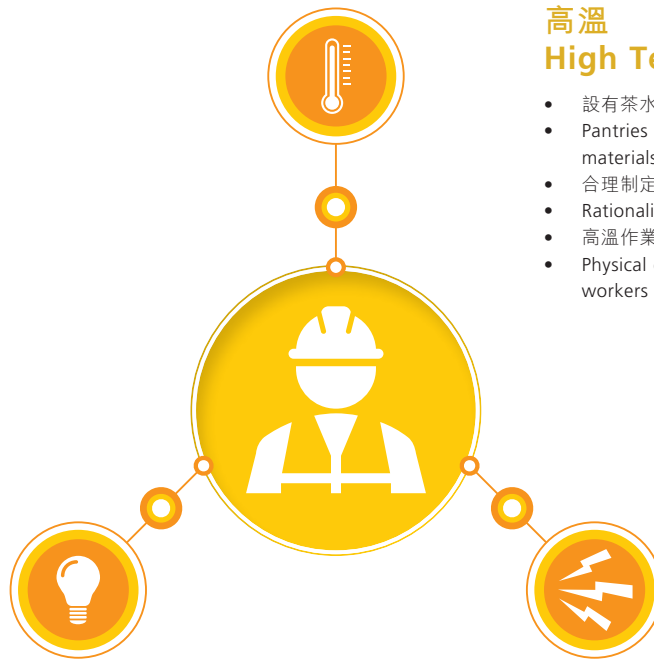 高溫
High Te
• 設有茶水
• Pantries
materials
• 合理制定
• Rationali
• 高溫作業
• Physical
workers